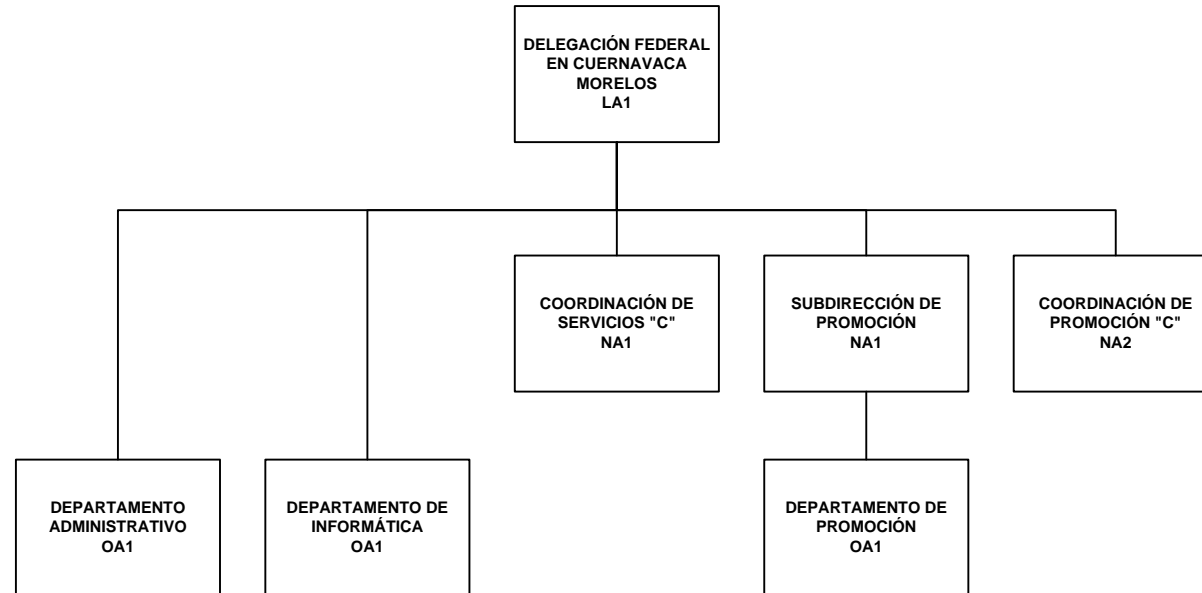 DELEGACIÓN FEDERAL
EN CUERNAVACA
MORELOS
LA1
COORDINACIÓN DE
SERVICIOS "C"
NA1
SUBDIRECCIÓN DE
PROMOCIÓN
NA1
COORDINACIÓN DE
PROMOCIÓN "C"
NA2
DEPARTAMENTO
ADMINISTRATIVO
OA1
DEPARTAMENTO DE
INFORMÁTICA
OA1
DEPARTAMENTO DE
PROMOCIÓN
OA1